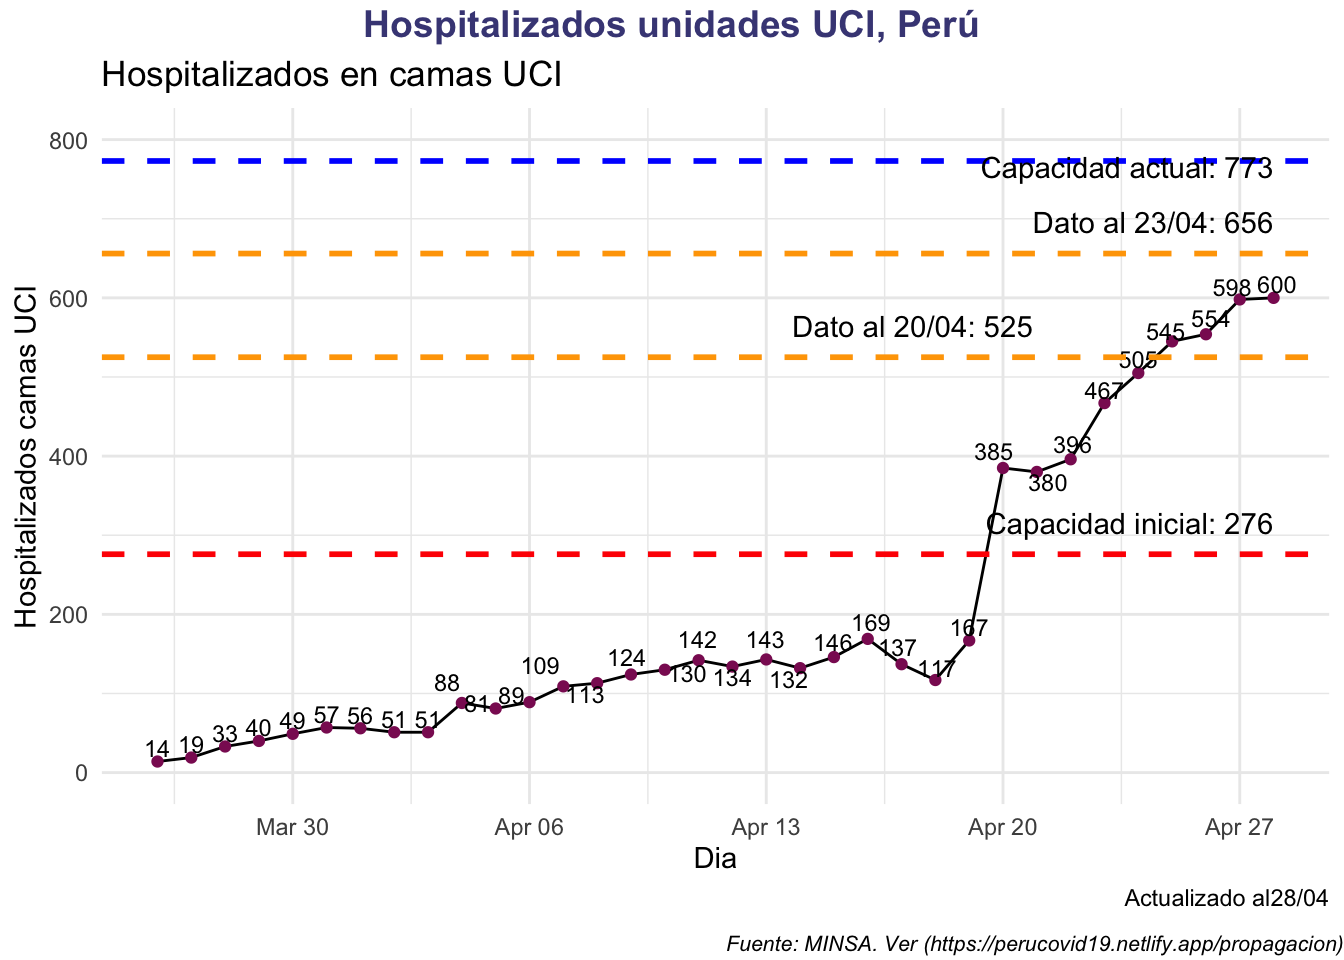 Hospitalizados unidades UCI, Perú
Hospitalizados en camas UCI
Hospitalizados camas UCI
800
600
400
200
0
Capacidad actual: 773
Dato al 23/04: 656
Dato al 20/04: 525
Capacidad inicial: 276
14 19 33 40 49 57 56 51 51 88 81 89 109 113 124 130 142 134 143 132 146 169 137 117 167 385 380 396 467 505 545 554 598 600
Mar 30 Apr 06 Apr 13 Apr 20 Apr 27
Dia
Actualizado al28/04
Fuente: MINSA. Ver (https://perucovid19.netlify.app/propagacion)